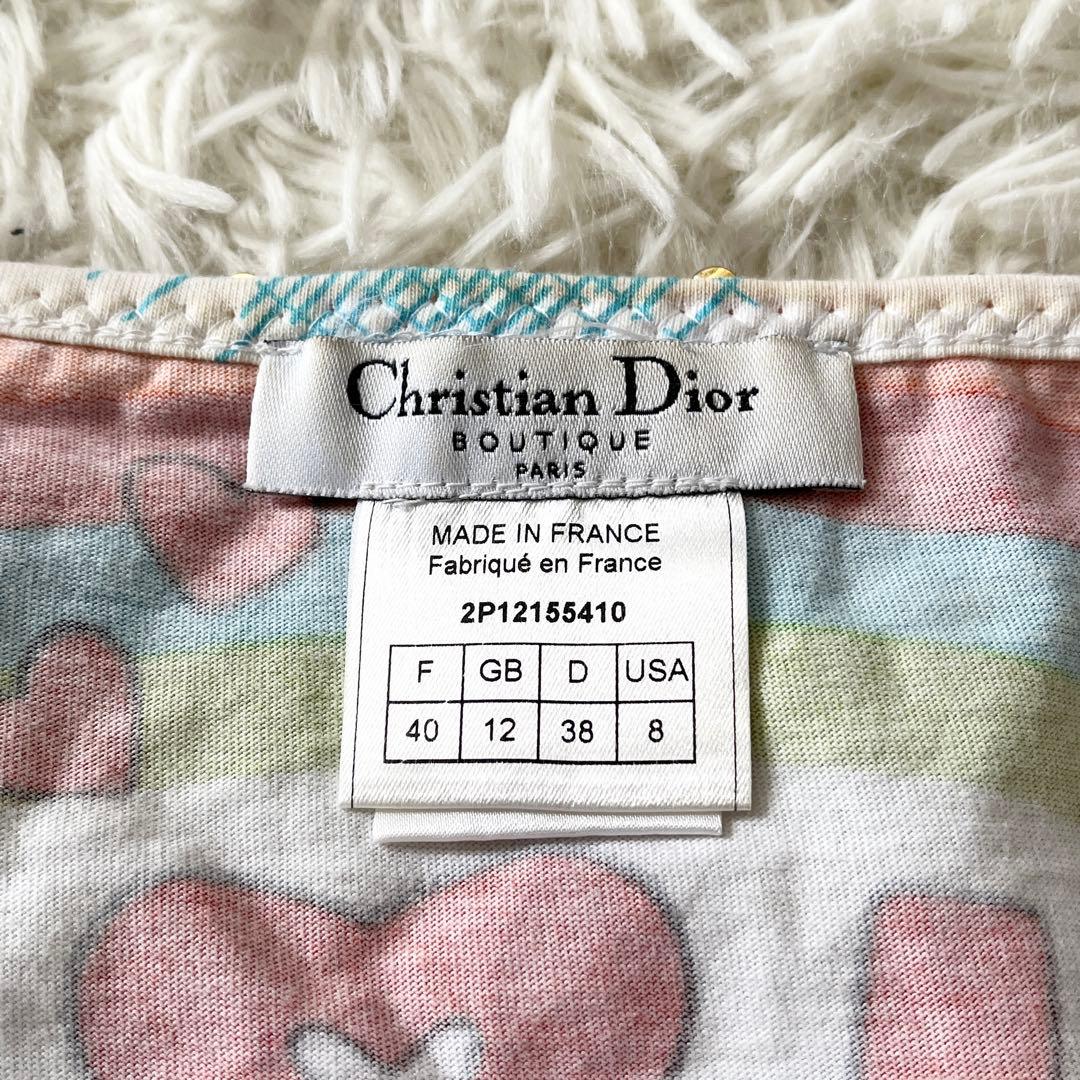 Christian Dior
BOUTIQUE
PARIS
MADE IN FRANCE
Fabriqué en France
2P12155410
F GB D USA
40 12 38 8